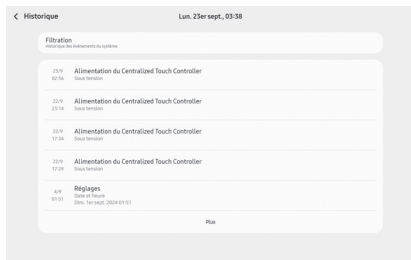 Historique
Lun. 23er sept., 03:38
Filtration
Historique des événements du système
23/9
02:56
Alimentation du Centralized Touch Controller
Sous tension
22/9
23:14
Alimentation du Centralized Touch Controller
Sous tension
22/9
17:34
Alimentation du Centralized Touch Controller
Sous tension
22/9
17:29
Alimentation du Centralized Touch Controller
Sous tension
4/9
01:51
Réglages
Date et heure
Dim. 1er sept. 2024 01:51
Plus